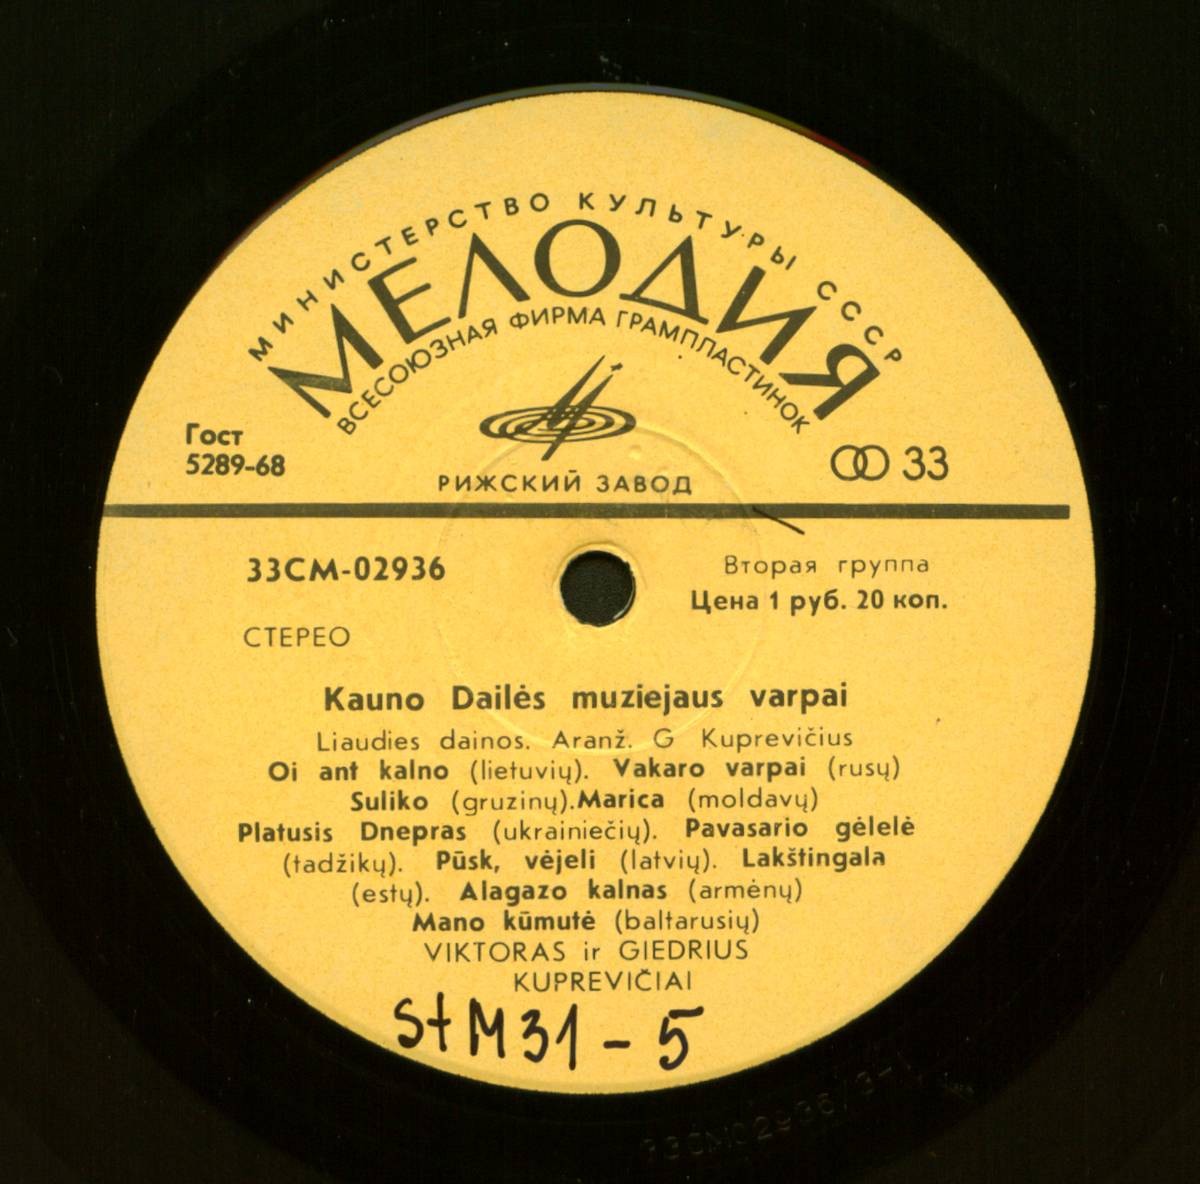 МИНИСТЕРСТВО КУЛЬТУРЫ СССР
МЕЛОДИЯ
ВСЕСОЮЗНАЯ ФИРМА ГРАМПЛАСТИНОК
Гост
5289-68
33
РИЖСКИЙ ЗАВОД
33СМ-02936
Вторая группа
Цена 1 руб. 20 коп.
СТЕРЕО
Kauno Dailės muziejaus varpai
Liaudies dainos. Aranž. G Kuprevičius
Oi ant kalno (lietuvių). Vakaro varpai (rusų)
Suliko (gruzinų).Marica (moldavų)
Platusis Dnepras (ukrainiečių). Pavasario gėlelė
(tadžikų). Pūsk, vėjeli (latvių). Lakštingala
(estų). Alagazo kalnas (armėnų)
Mano kūmutė (baltarusių)
VIKTORAS ir GIEDRIUS
KUPREVIČIAI
StM31-5